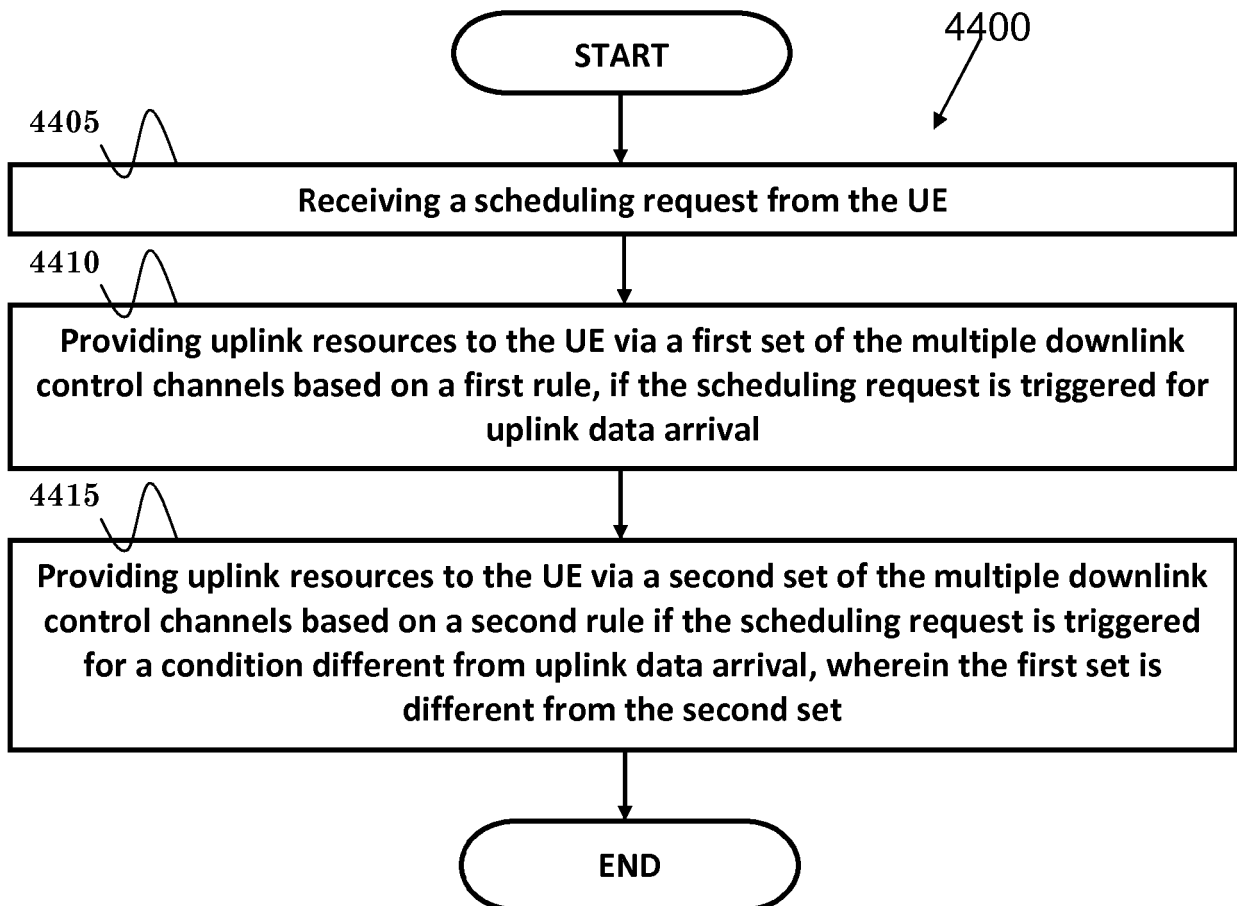 START
4400
4405
Receiving a scheduling request from the UE
4410
Providing uplink resources to the UE via a first set of the multiple downlink
control channels based on a first rule, if the scheduling request is triggered for
uplink data arrival
4415
Providing uplink resources to the UE via a second set of the multiple downlink
control channels based on a second rule if the scheduling request is triggered
for a condition different from uplink data arrival, wherein the first set is
different from the second set
END